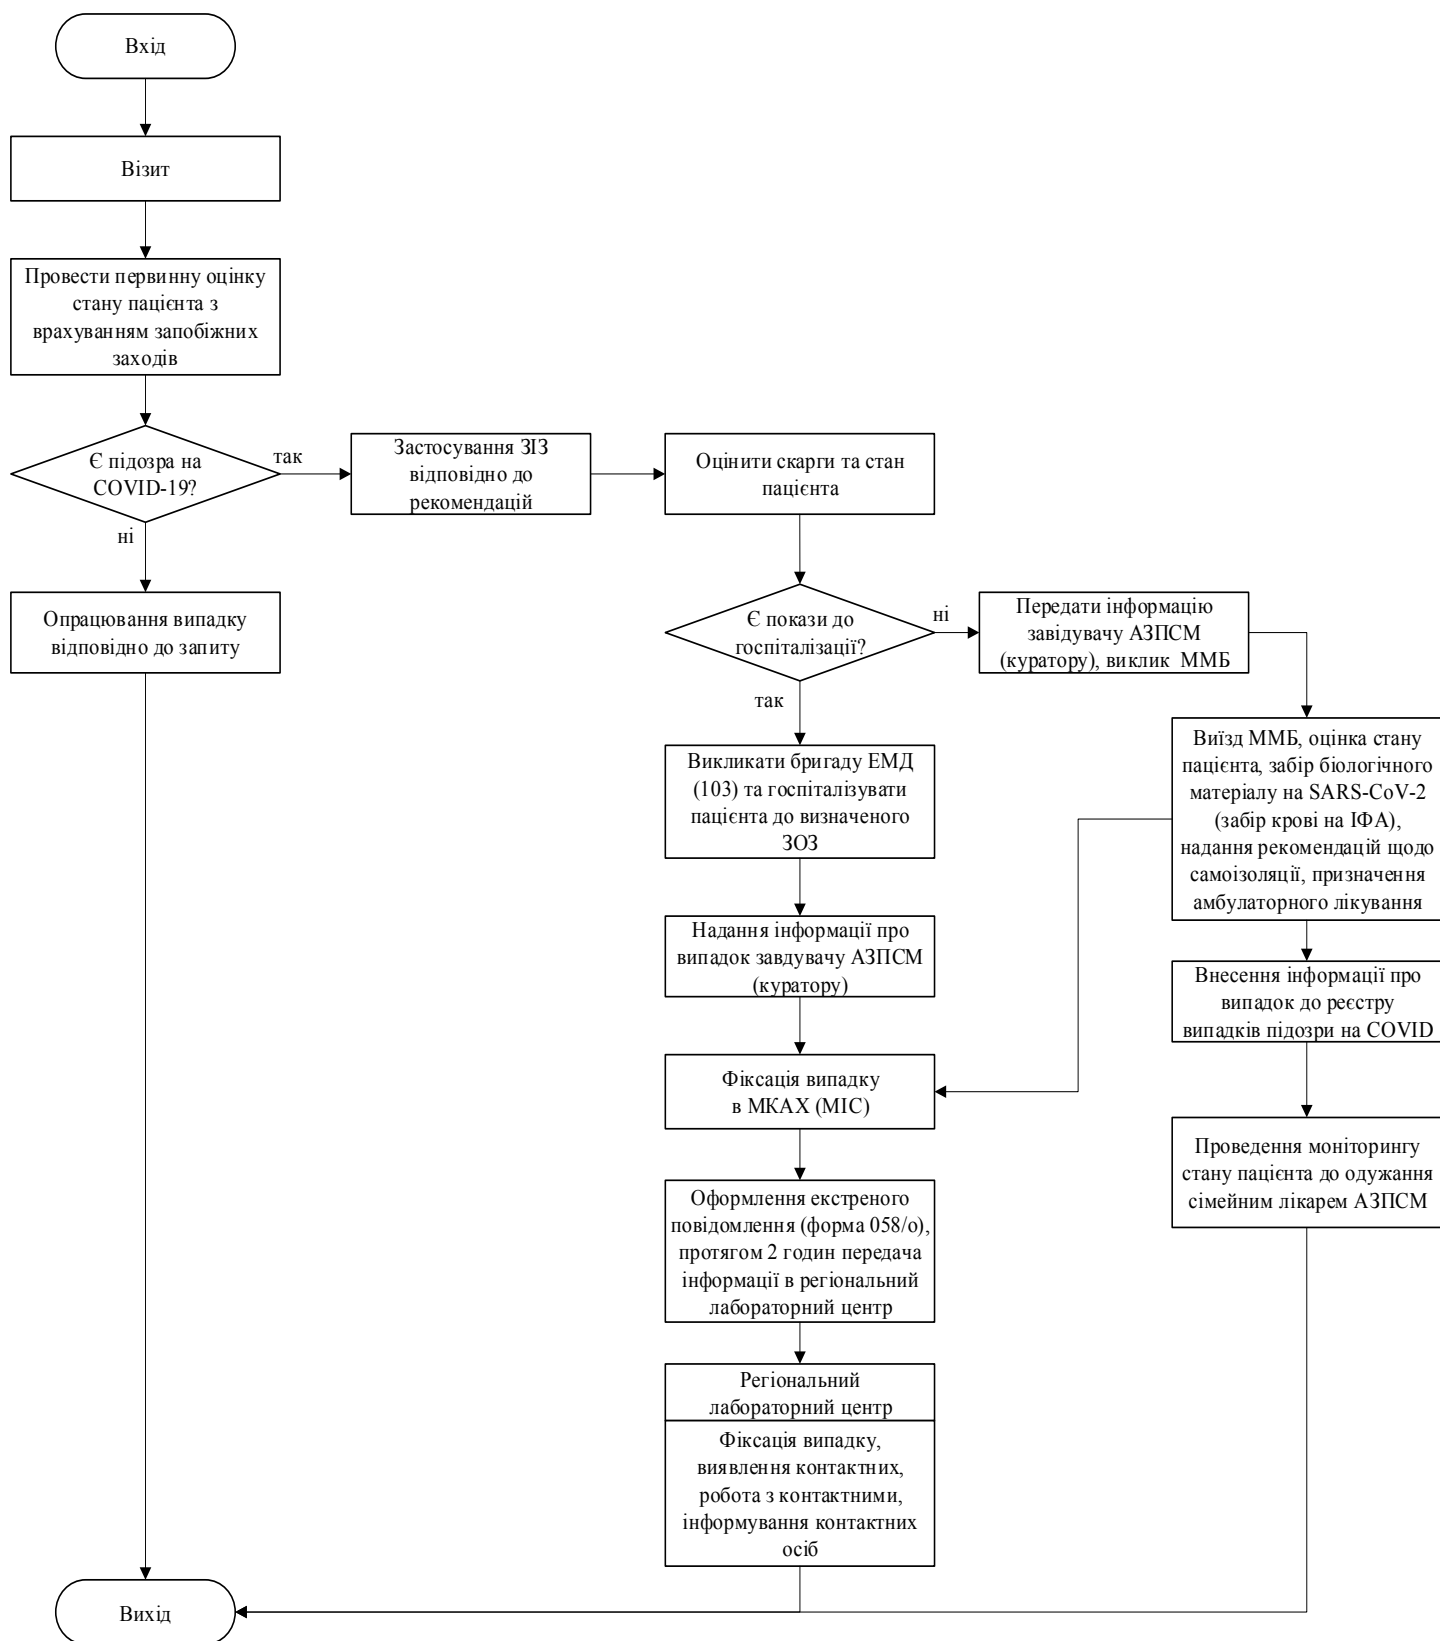 Вхід
Візит
Провести первинну оцінку
стану пацієнта з
врахуванням запобіжних
заходів
Є підозра на
COVID-19?
так
ні
Застосування ЗІЗ
відповідно до
рекомендацій
Оцінити скарги та стан
пацієнта
Опрацювання випадку
відповідно до запиту
Є покази до
госпіталізації?
ні
так
Передати інформацію
завідувачу АЗПСМ
(куратору), виклик ММБ
Виїзд ММБ, оцінка стану
пацієнта, забір біологічного
матеріалу на SARS-CoV-2
(забір крові на ІФА),
надання рекомендацій щодо
самоізоляції, призначення
амбулаторного лікування
Викликати бригаду ЕМД
(103) та госпіталізувати
пацієнта до визначеного
ЗОЗ
Надання інформації про
випадок завдувачу АЗПСМ
(куратору)
Внесення інформації про
випадок до реєстру
випадків підозри на COVID
Фіксація випадку
в МКАХ (МІС)
Проведення моніторингу
стану пацієнта до одужання
сімейним лікарем АЗПСМ
Оформлення екстреного
повідомлення (форма 058/о),
протягом 2 годин передача
інформації в регіональний
лабораторний центр
Регіональний
лабораторний центр
Фіксація випадку,
виявлення контактних,
робота з контактними,
інформування контактних
осіб
Вихід